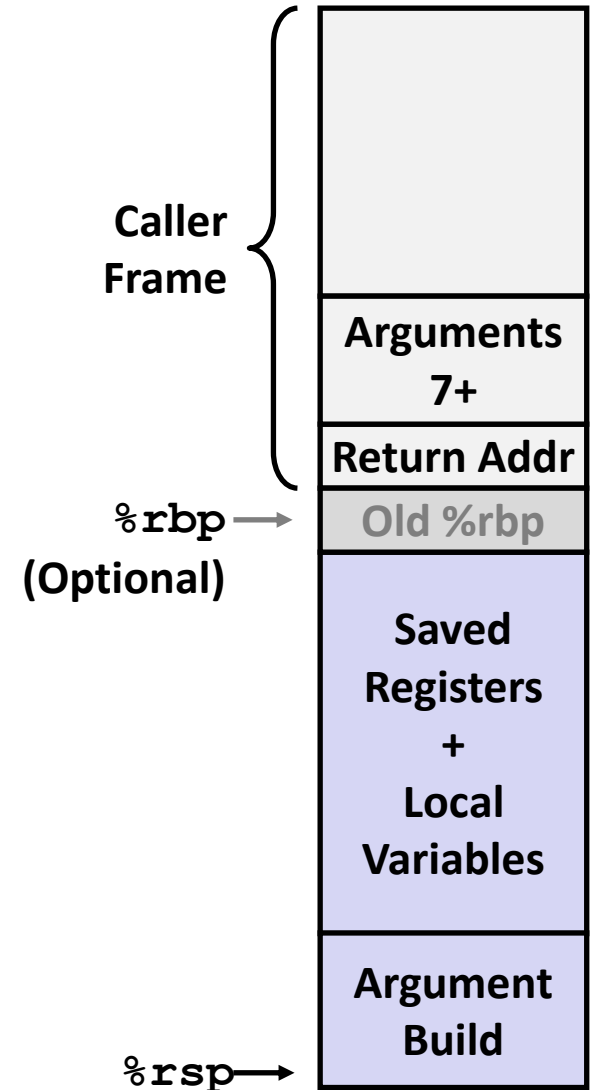 Caller
Frame
Arguments
7+
Return Addr
%rbp
Old %rbp
(Optional)
Saved
Registers
+
Local
Variables
Argument
Build
%rsp